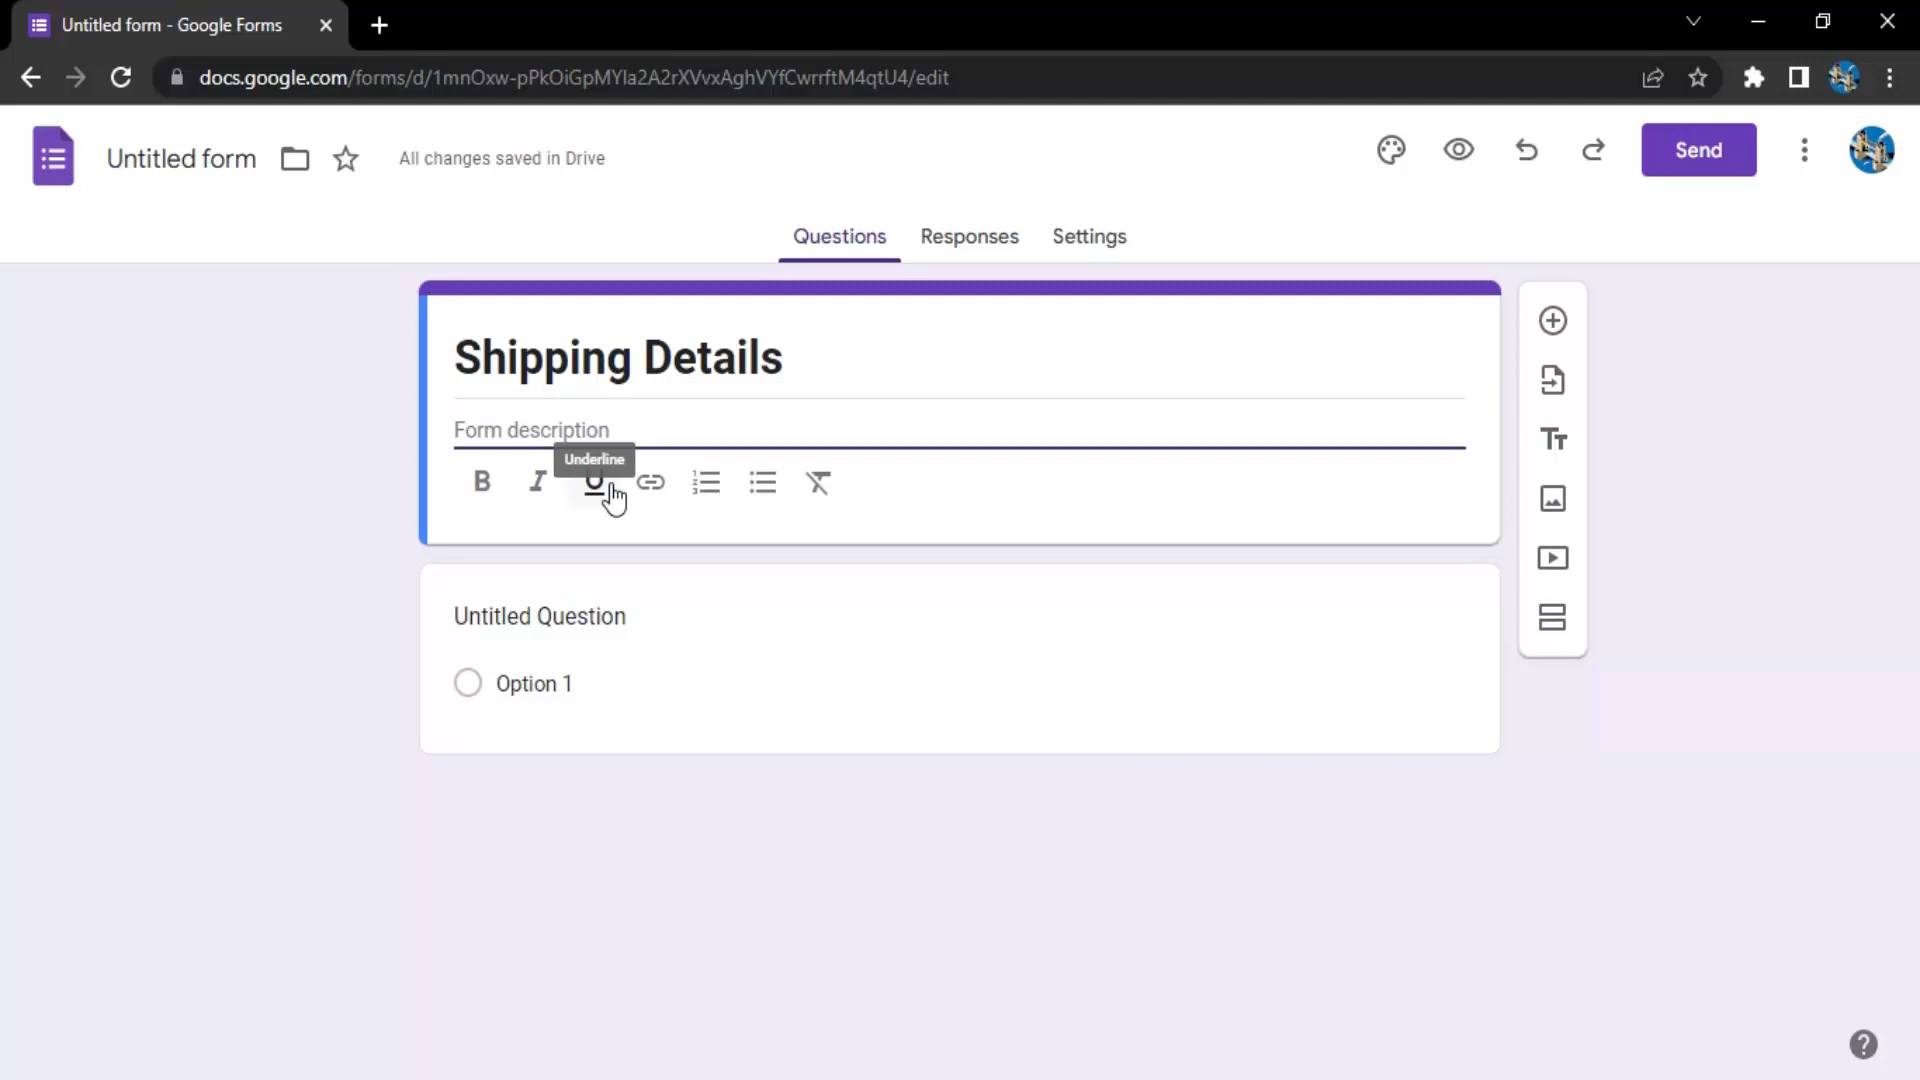 Untitled form - Google Forms
docs.google.com/forms/d/1mnOxw-pPkOiGpMYIa2A2rXVvxAghVYfCwrrftM4qtU4/edit
Untitled form
All changes saved in Drive
Send
Questions
Responses
Settings
Shipping Details
Form description
Underline
B I U
Untitled Question
Option 1